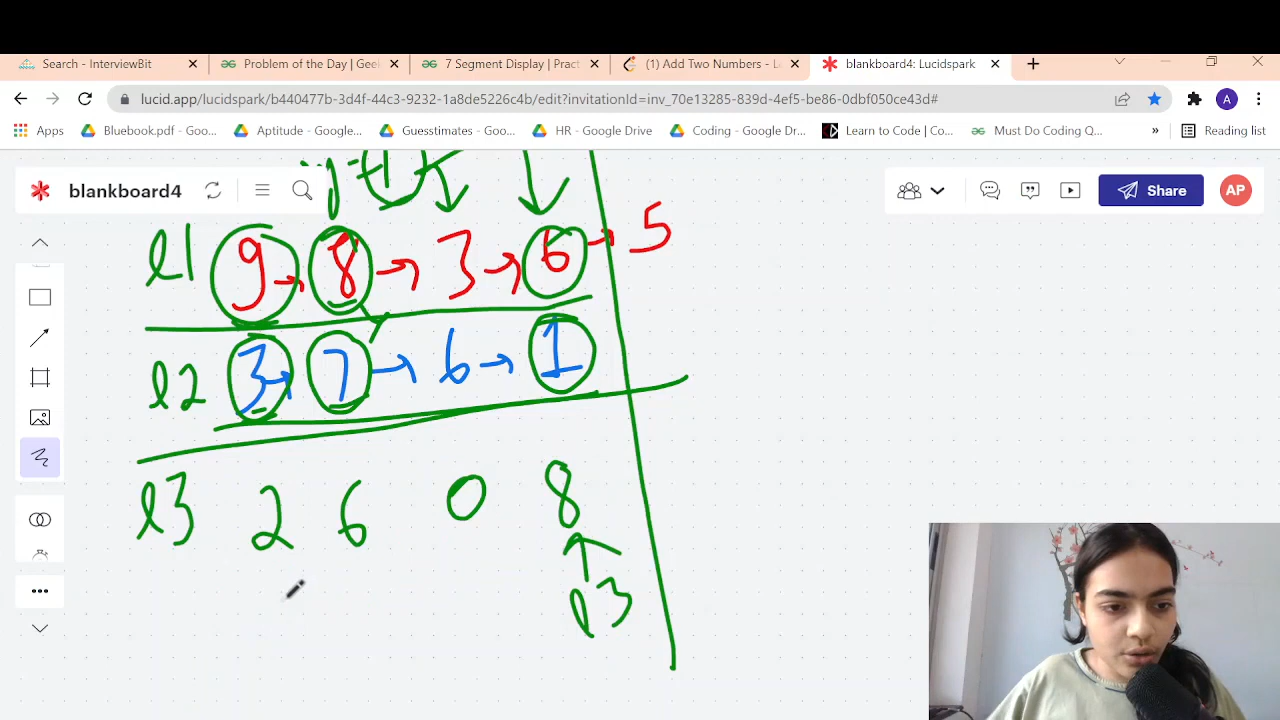 Search - InterviewBit
Problem of the Day | Geek
7 Segment Display | Pract
(1) Add Two Numbers - L
blankboard4: Lucidspark
lucid.app/lucidspark/b440477b-3d4f-44c3-9232-1a8de5226c4b/edit?invitationId=inv_70e13285-839d-4ef5-be86-0dbf050ce43d#
A
Apps
Bluebook.pdf - Goo...
Aptitude - Google...
Guesstimates - Goo...
HR - Google Drive
Coding - Google Dr...
Learn to Code | Co...
Must Do Coding Q...
»
Reading list
blankboard4
Share
AP
l1 9 → 8 → 3 → 6 → 5
l2 3 → 7 → 6 → 1
l3 2 6 0 8
l3